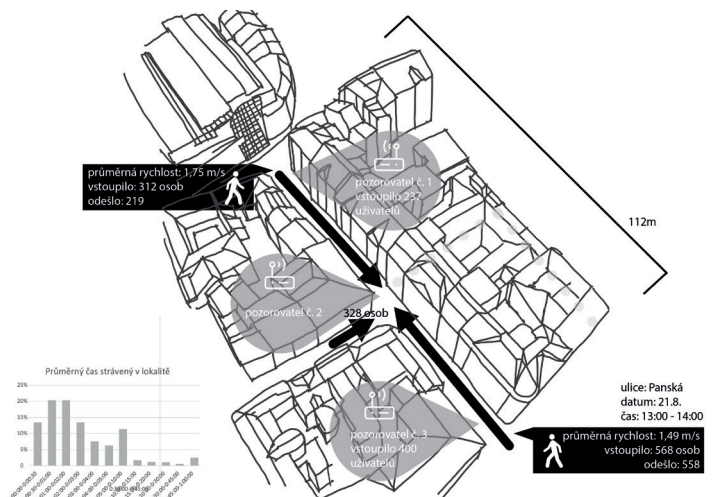 průměrná rychlost: 1,75 m/s
vstoupilo: 312 osob
odešlo: 219
pozorovatel č. 1
vstoupilo 237
uživatelů
112m
pozorovatel č. 2
328 osob
Průměrný čas strávený v lokalitě
25%
20%
15%
10%
5%
0
pozorovatel č. 3
vstoupilo 400
uživatelů
ulice: Panská
datum: 21.8.
čas: 13:00 - 14:00
průměrná rychlost: 1,49 m/s
vstoupilo: 568 osob
odešlo: 558